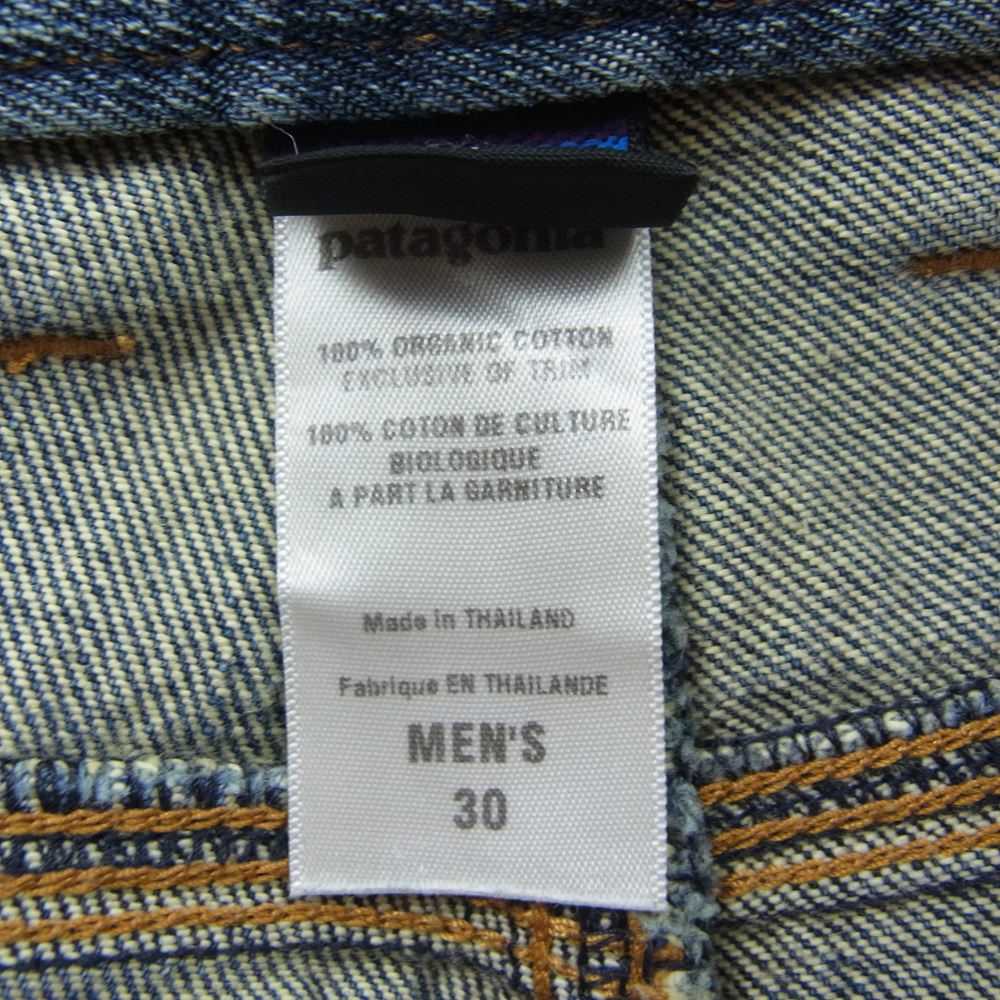 patagonia
100% ORGANIC COTTON
EXCLUSIVE OF TRIM
100% COTON DE CULTURE
BIOLOGIQUE
A PART LA GARNITURE
Made in THAILAND
Fabrique EN THAILANDE
MEN'S
30